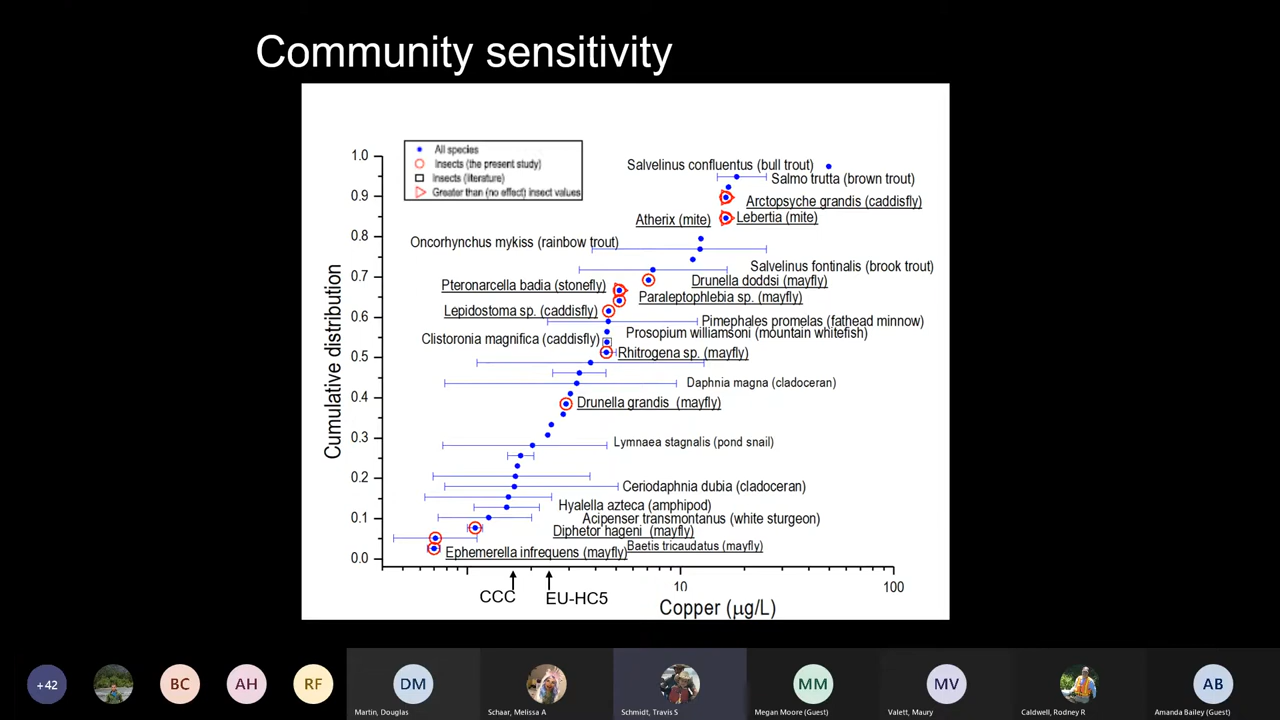 Community sensitivity
All species
Insects (the present study)
Insects (literature)
Greater than (no effect) insect values
Cumulative distribution
1.0
0.9
0.8
0.7
0.6
0.5
0.4
0.3
0.2
0.1
0.0
Salvelinus confluentus (bull trout)
Salmo trutta (brown trout)
Arctopsyche grandis (caddisfly)
Atherix (mite)
Lebertia (mite)
Oncorhynchus mykiss (rainbow trout)
Salvelinus fontinalis (brook trout)
Drunella doddsi (mayfly)
Pteronarcella badia (stonefly)
Paraleptophlebia sp. (mayfly)
Lepidostoma sp. (caddisfly)
Pimephales promelas (fathead minnow)
Prosopium williamsoni (mountain whitefish)
Clistoronia magnifica (caddisfly)
Rhitrogena sp. (mayfly)
Daphnia magna (cladoceran)
Drunella grandis (mayfly)
Lymnaea stagnalis (pond snail)
Ceriodaphnia dubia (cladoceran)
Hyalella azteca (amphipod)
Acipenser transmontanus (white sturgeon)
Diphetor hageni (mayfly)
Baetis tricaudatus (mayfly)
Ephemerella infrequens (mayfly)
10
100
CCC
EU-HC5
Copper (μg/L)
+42
BC
AH
RF
DM
Martin, Douglas
Schaar, Melissa A
Schmidt, Travis S
MM
Megan Moore (Guest)
MV
Valett, Maury
Caldwell, Rodney R
AB
Amanda Bailey (Guest)